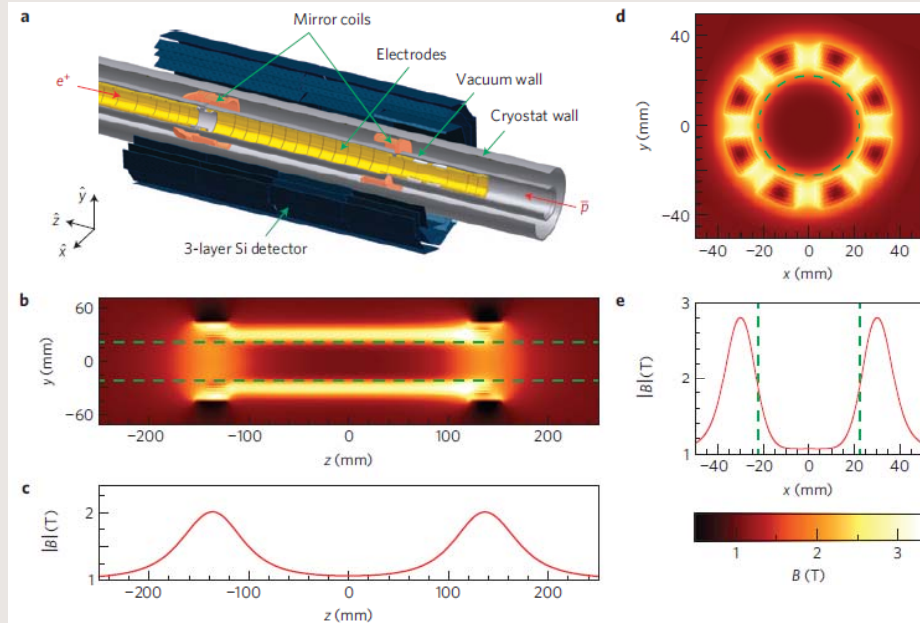 a
Mirror coils
Electrodes
Vacuum wall
Cryostat wall
e⁺
p̅
ŷ
ẑ
x̂
3-layer Si detector
b
60
0
−60
y (mm)
−200 −100 0 100 200
z (mm)
c
2
1
|B|(T)
−200 −100 0 100 200
z (mm)
d
40
20
0
−20
−40
y (mm)
−40 −20 0 20 40
x (mm)
e
3
2
1
|B|(T)
−40 −20 0 20 40
x (mm)
1 2 3
B (T)